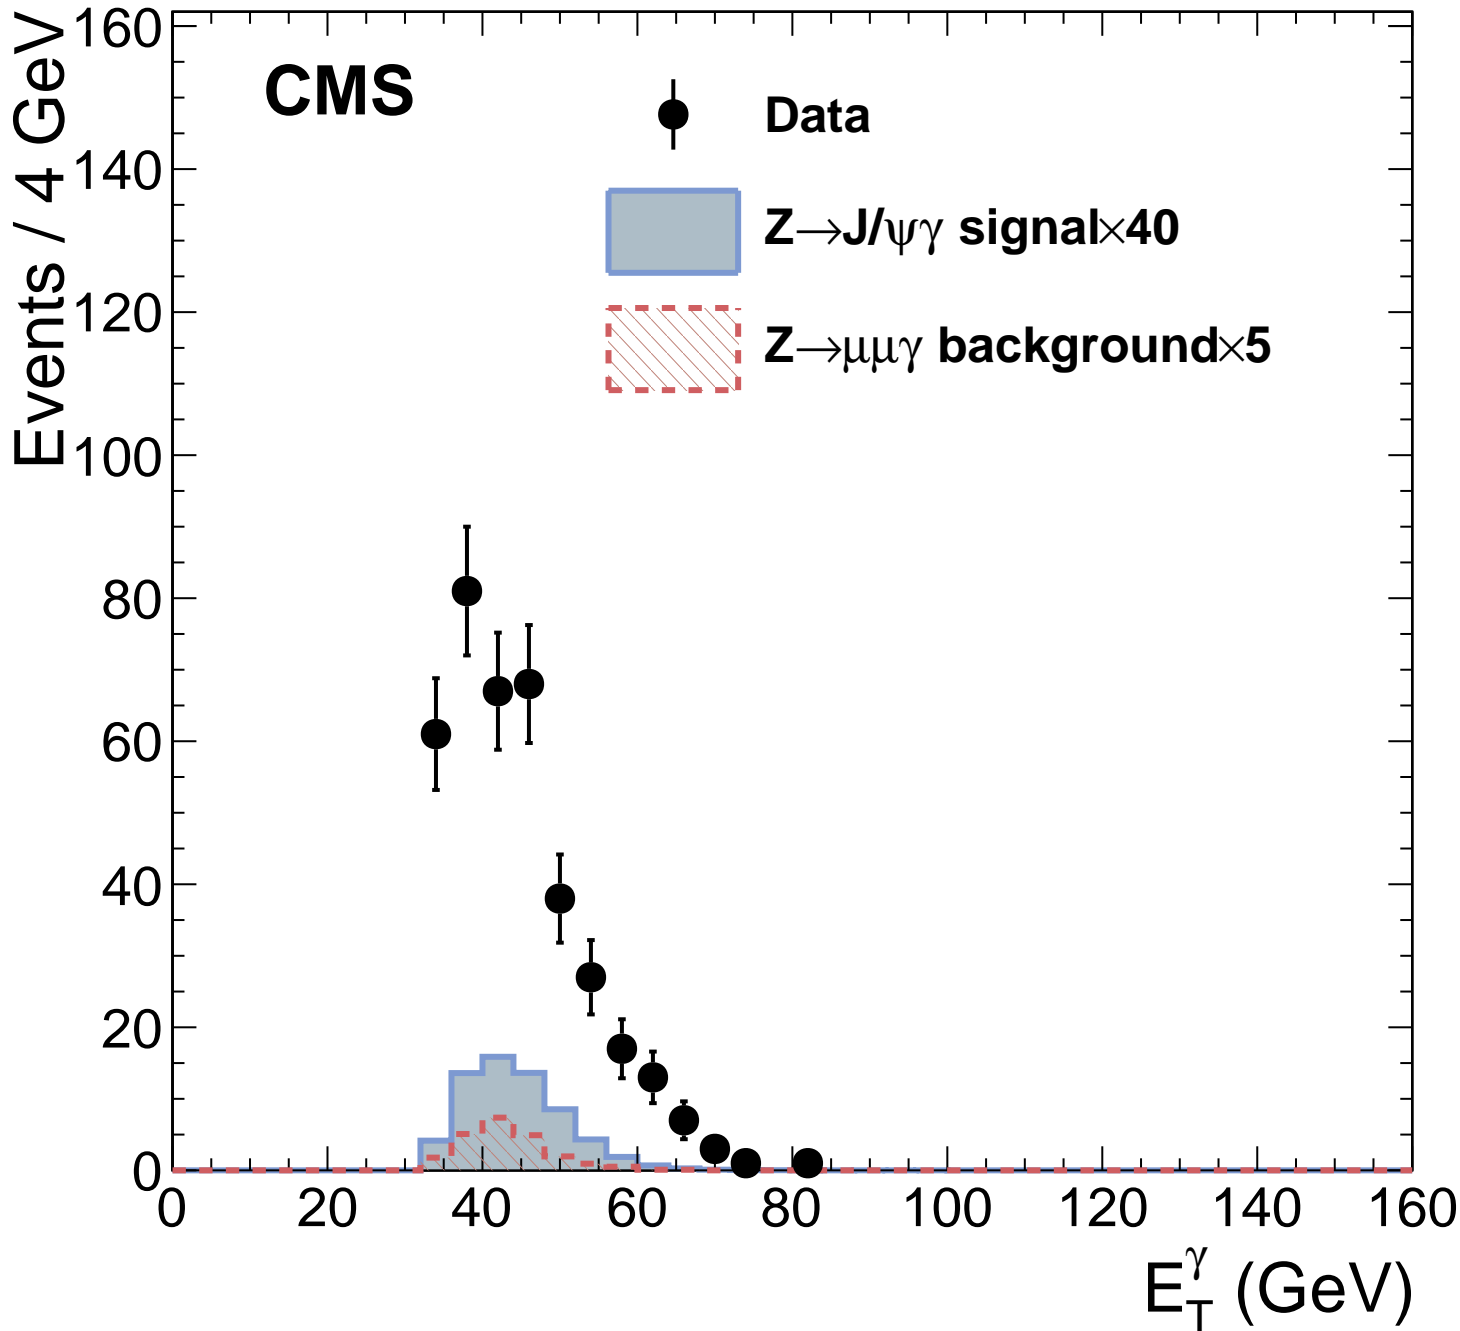 CMS
Data
Z→J/ψγ signal×40
Z→μμγ background×5
Events / 4 GeV
160
140
120
100
80
60
40
20
0
0 20 40 60 80 100 120 140 160
E_T^γ (GeV)